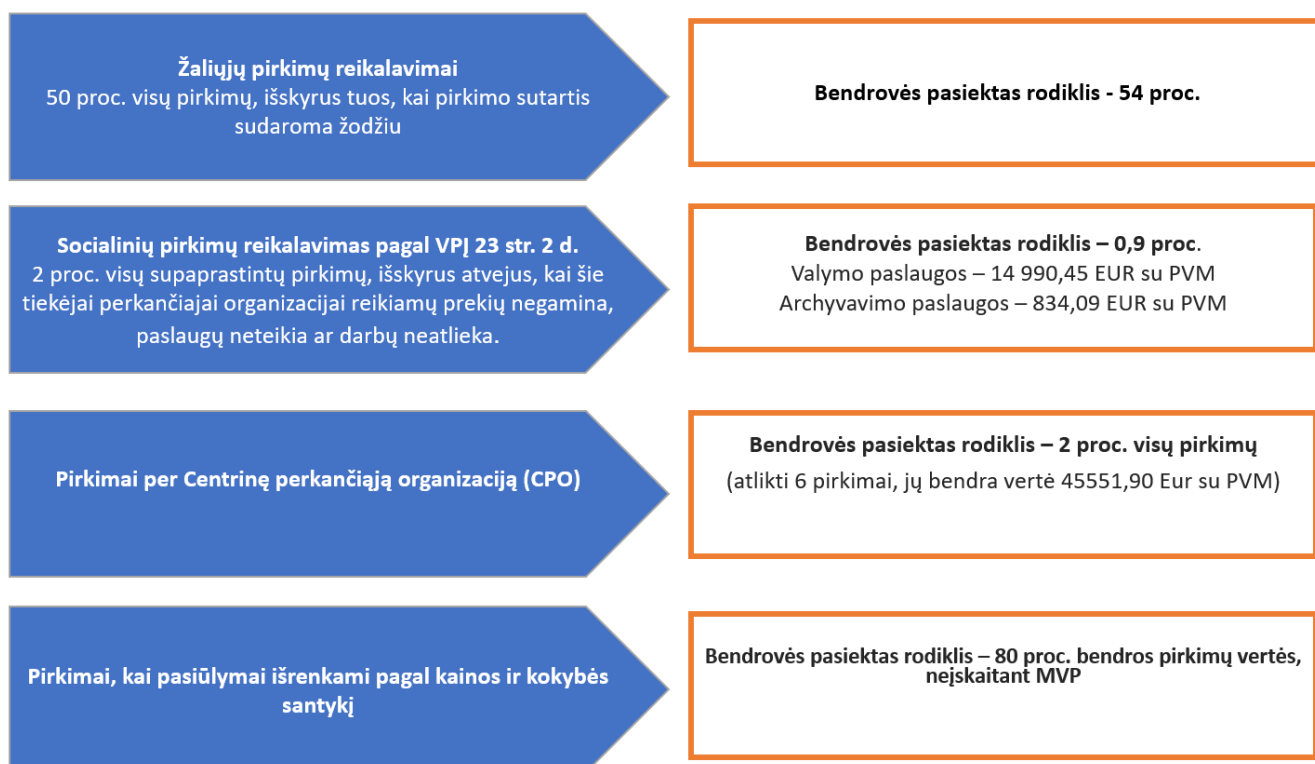 Žaliųjų pirkimų reikalavimai
50 proc. visų pirkimų, išskyrus tuos, kai pirkimo sutartis
sudaroma žodžiu
Bendrovės pasiektas rodiklis - 54 proc.
Socialinių pirkimų reikalavimas pagal VPĮ 23 str. 2 d.
2 proc. visų supaprastintų pirkimų, išskyrus atvejus, kai šie
tiekėjai perkančiajai organizacijai reikiamų prekių negamina,
paslaugų neteikia ar darbų neatlieka.
Bendrovės pasiektas rodiklis – 0,9 proc.
Valymo paslaugos – 14 990,45 EUR su PVM
Archyvavimo paslaugos – 834,09 EUR su PVM
Pirkimai per Centrinę perkančiąją organizaciją (CPO)
Bendrovės pasiektas rodiklis – 2 proc. visų pirkimų
(atlikti 6 pirkimai, jų bendra vertė 45551,90 Eur su PVM)
Pirkimai, kai pasiūlymai išrenkami pagal kainos ir kokybės
santykį
Bendrovės pasiektas rodiklis – 80 proc. bendros pirkimų vertės,
neįskaitant MVP